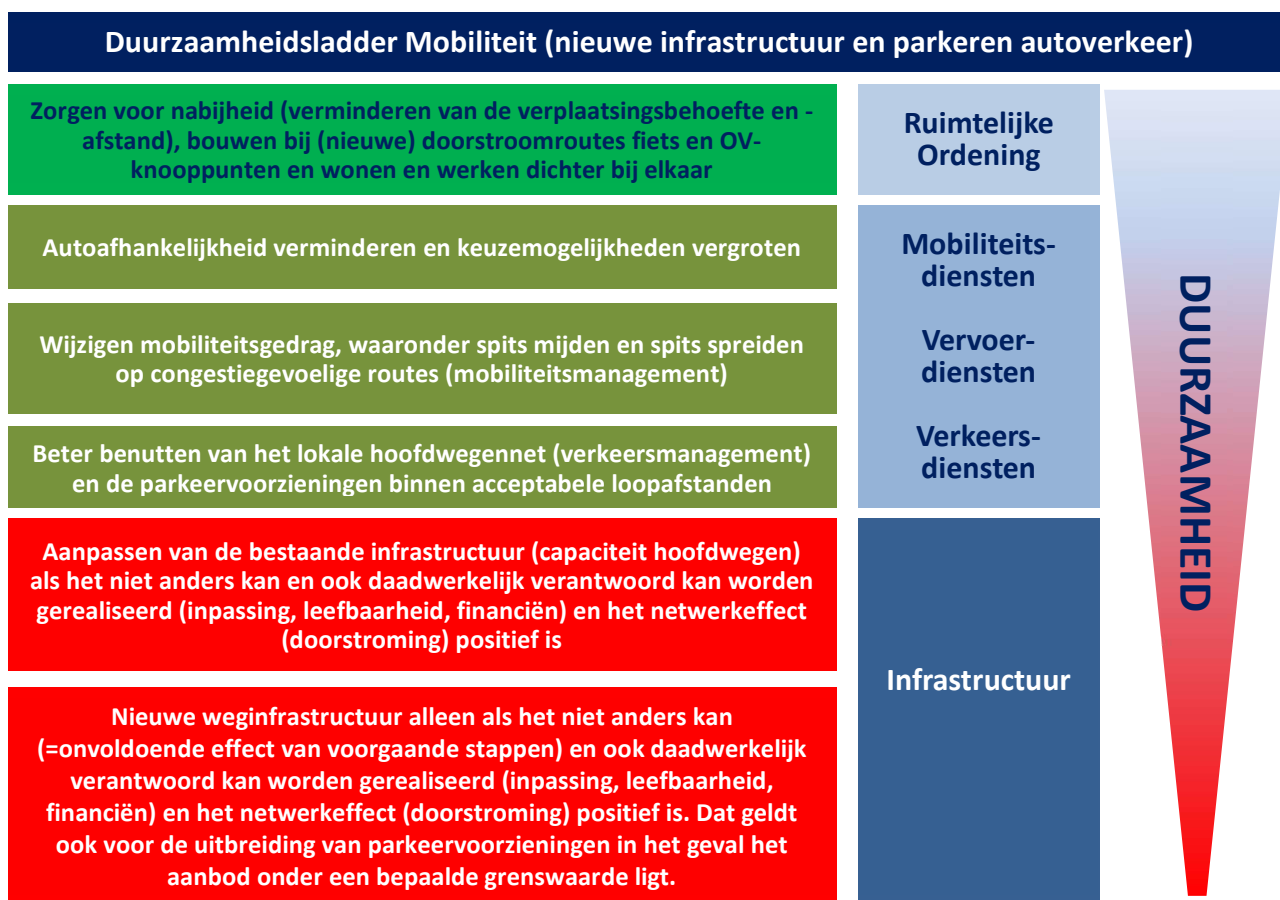 Duurzaamheidsladder Mobiliteit (nieuwe infrastructuur en parkeren autoverkeer)
Zorgen voor nabijheid (verminderen van de verplaatsingsbehoefte en -
afstand), bouwen bij (nieuwe) doorstroomroutes fiets en OV-
knooppunten en wonen en werken dichter bij elkaar
Ruimtelijke
Ordening
Autoafhankelijkheid verminderen en keuzemogelijkheden vergroten
Mobiliteits-
diensten
Wijzigen mobiliteitsgedrag, waaronder spits mijden en spits spreiden
op congestiegevoelige routes (mobiliteitsmanagement)
Vervoer-
diensten
Beter benutten van het lokale hoofdwegennet (verkeersmanagement)
en de parkeervoorzieningen binnen acceptabele loopafstanden
Verkeers-
diensten
Aanpassen van de bestaande infrastructuur (capaciteit hoofdwegen)
als het niet anders kan en ook daadwerkelijk verantwoord kan worden
gerealiseerd (inpassing, leefbaarheid, financiën) en het netwerkeffect
(doorstroming) positief is
Nieuwe weginfrastructuur alleen als het niet anders kan
(=onvoldoende effect van voorgaande stappen) en ook daadwerkelijk
verantwoord kan worden gerealiseerd (inpassing, leefbaarheid,
financiën) en het netwerkeffect (doorstroming) positief is. Dat geldt
ook voor de uitbreiding van parkeervoorzieningen in het geval het
aanbod onder een bepaalde grenswaarde ligt.
Infrastructuur
DUURZAAMHEID